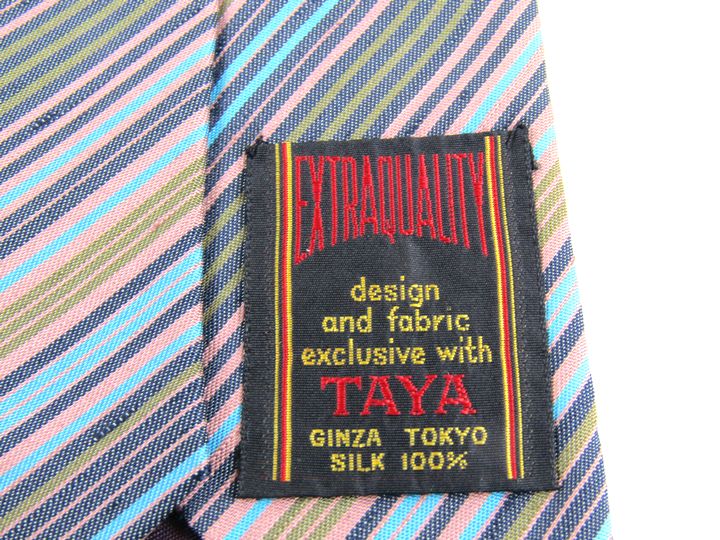 EXTRAQUALITY
design
and fabric
exclusive with
TAYA
GINZA TOKYO
SILK 100%